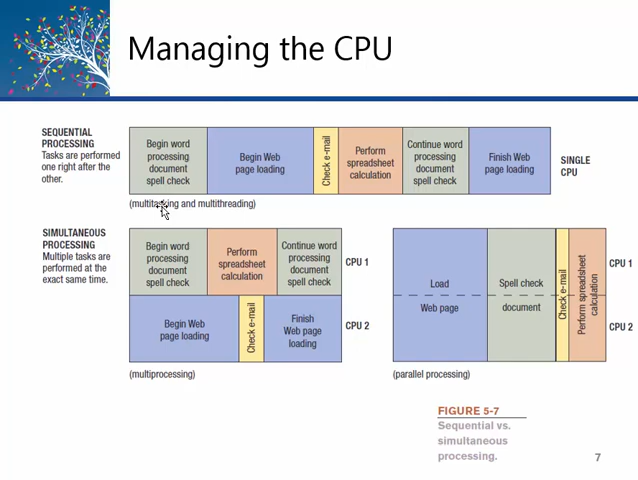 Managing the CPU
SEQUENTIAL
PROCESSING
Tasks are performed
one right after the
other.
Begin word
processing
document
spell check
Begin Web
page loading
Check e-mail
Perform
spreadsheet
calculation
Continue word
processing
document
spell check
Finish Web
page loading
SINGLE
CPU
(multitasking and multithreading)
SIMULTANEOUS
PROCESSING
Multiple tasks are
performed at the
exact same time.
Begin word
processing
document
spell check
Perform
spreadsheet
calculation
Continue word
processing
document
spell check
CPU 1
Begin Web
page loading
Check e-mail
Finish
Web page
loading
CPU 2
(multiprocessing)
Load
Web page
Spell check
document
Check e-mail
Perform spreadsheet
calculation
CPU 1
CPU 2
(parallel processing)
FIGURE 5-7
Sequential vs.
simultaneous
processing.
7